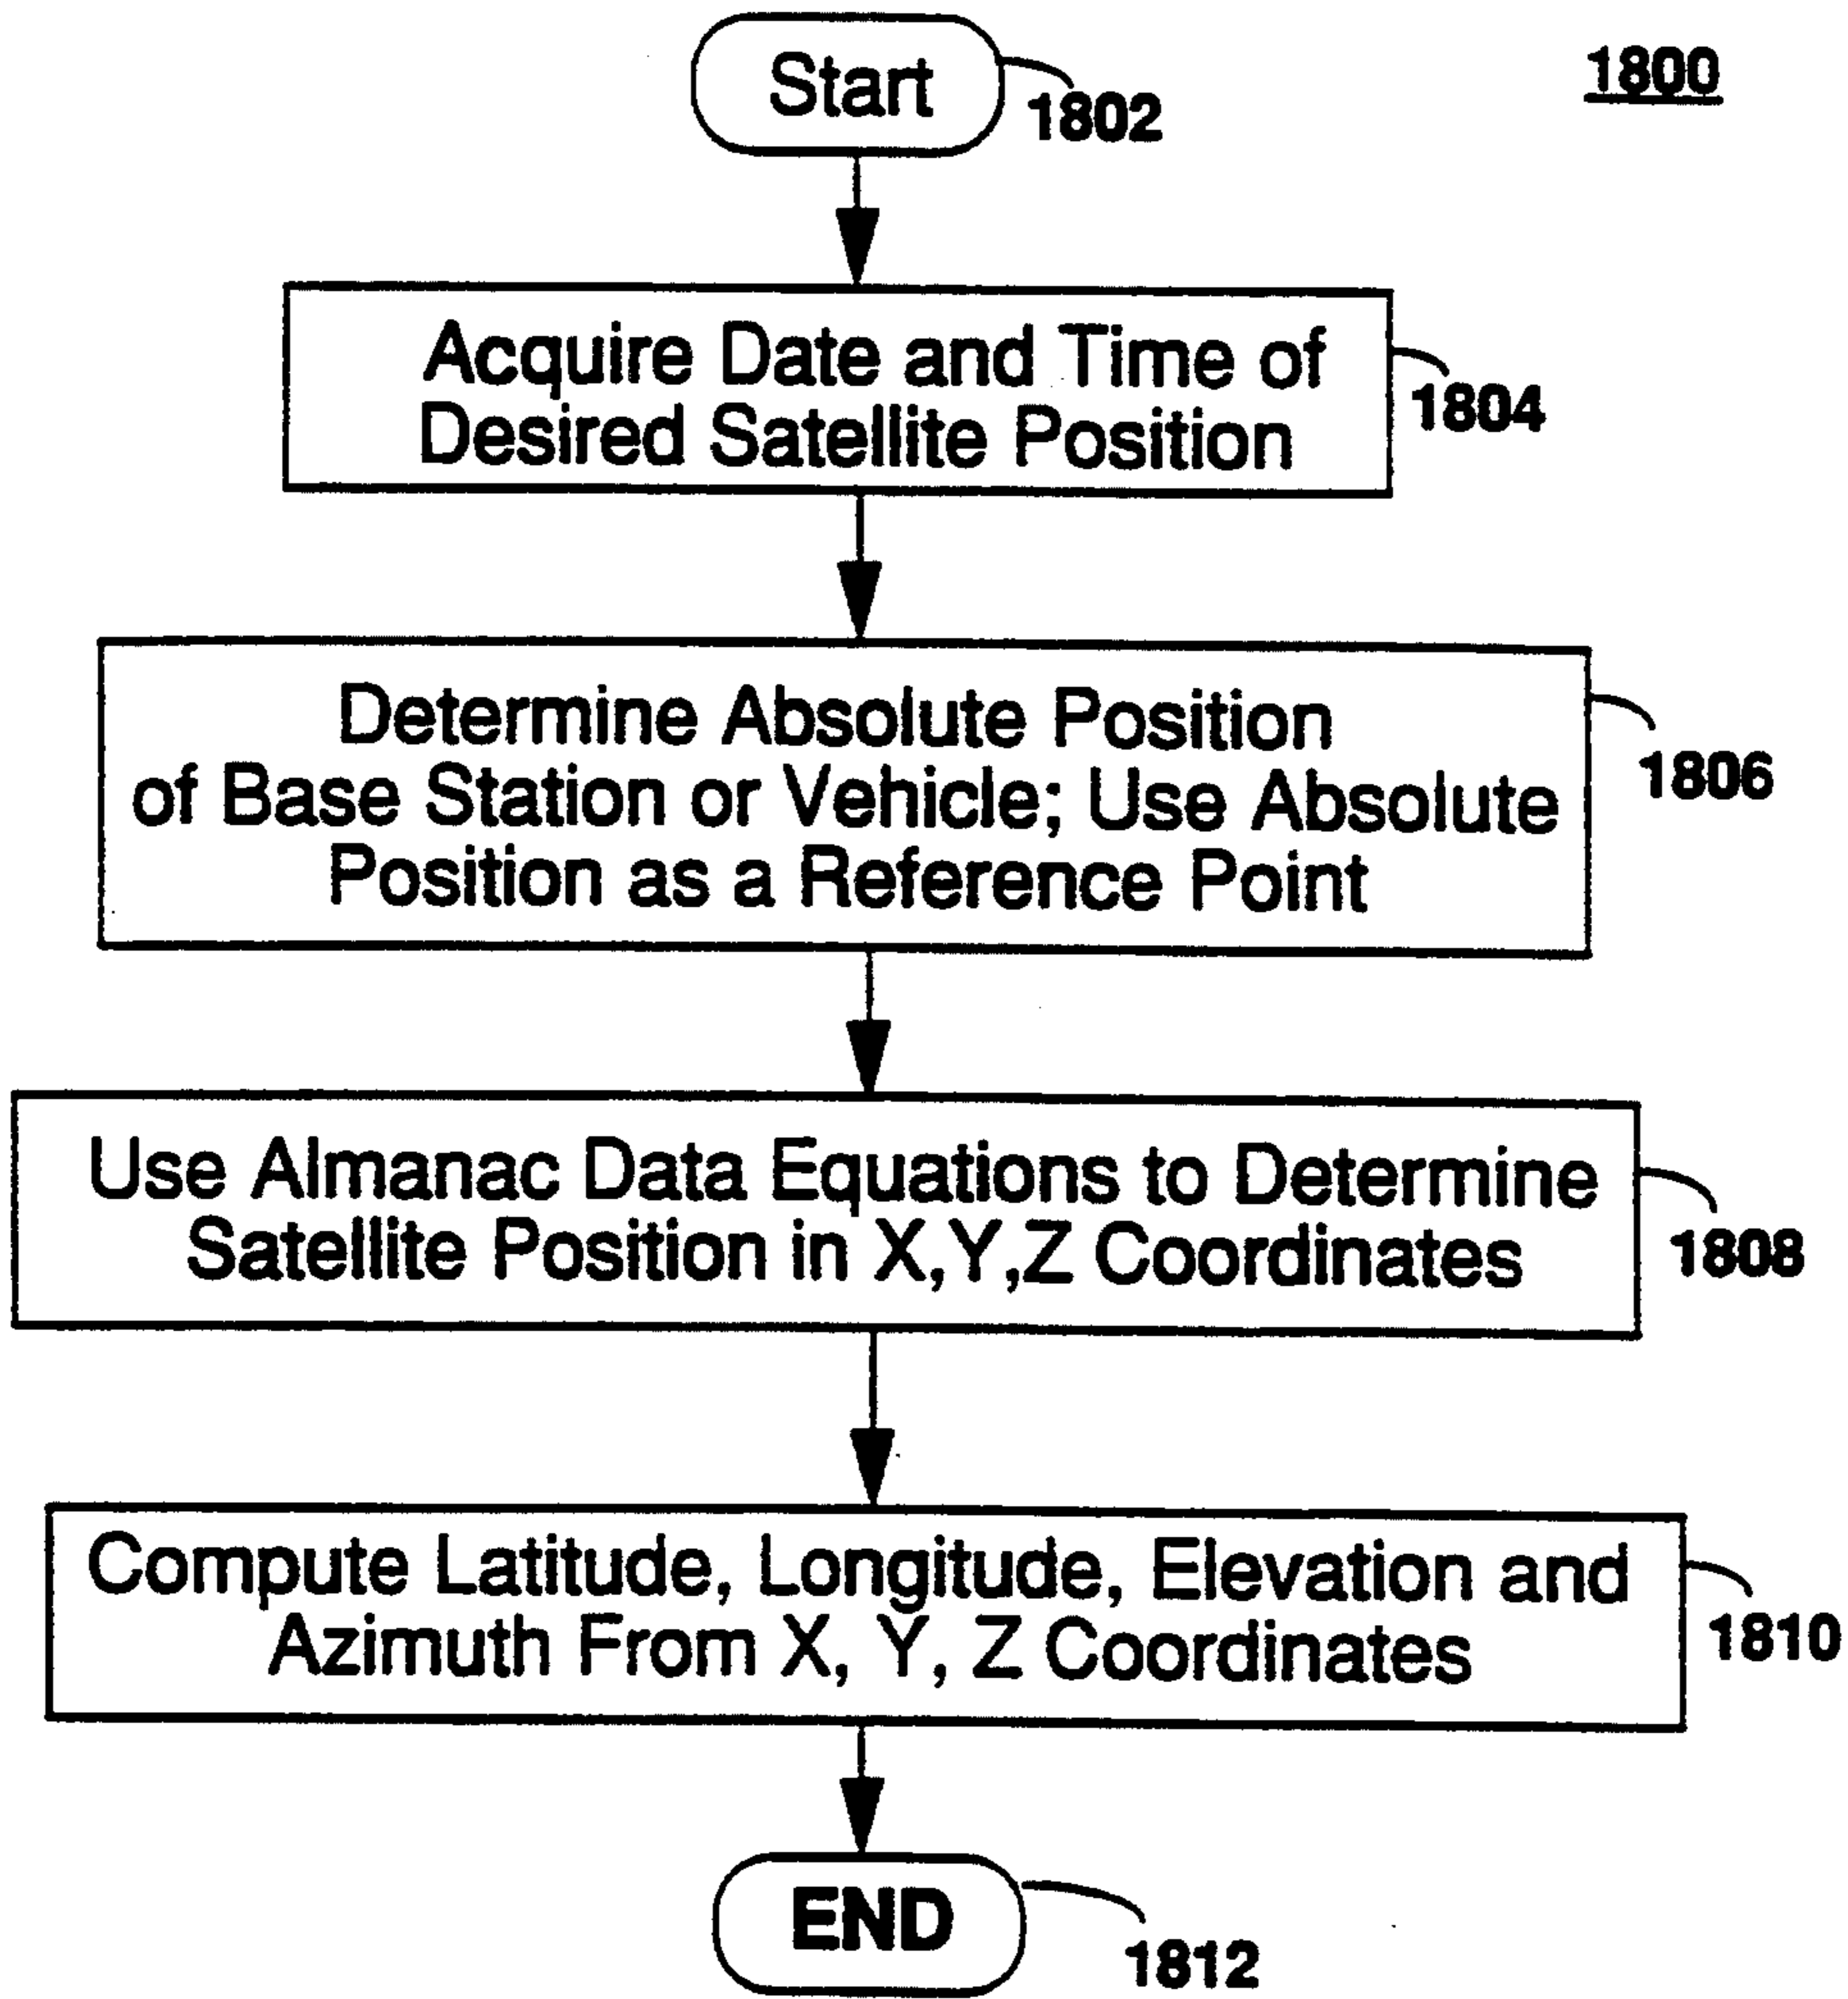 Start
1800
1802
Acquire Date and Time of
Desired Satellite Position
1804
Determine Absolute Position
of Base Station or Vehicle; Use Absolute
Position as a Reference Point
1806
Use Almanac Data Equations to Determine
Satellite Position in X,Y,Z Coordinates
1808
Compute Latitude, Longitude, Elevation and
Azimuth From X, Y, Z Coordinates
1810
END
1812